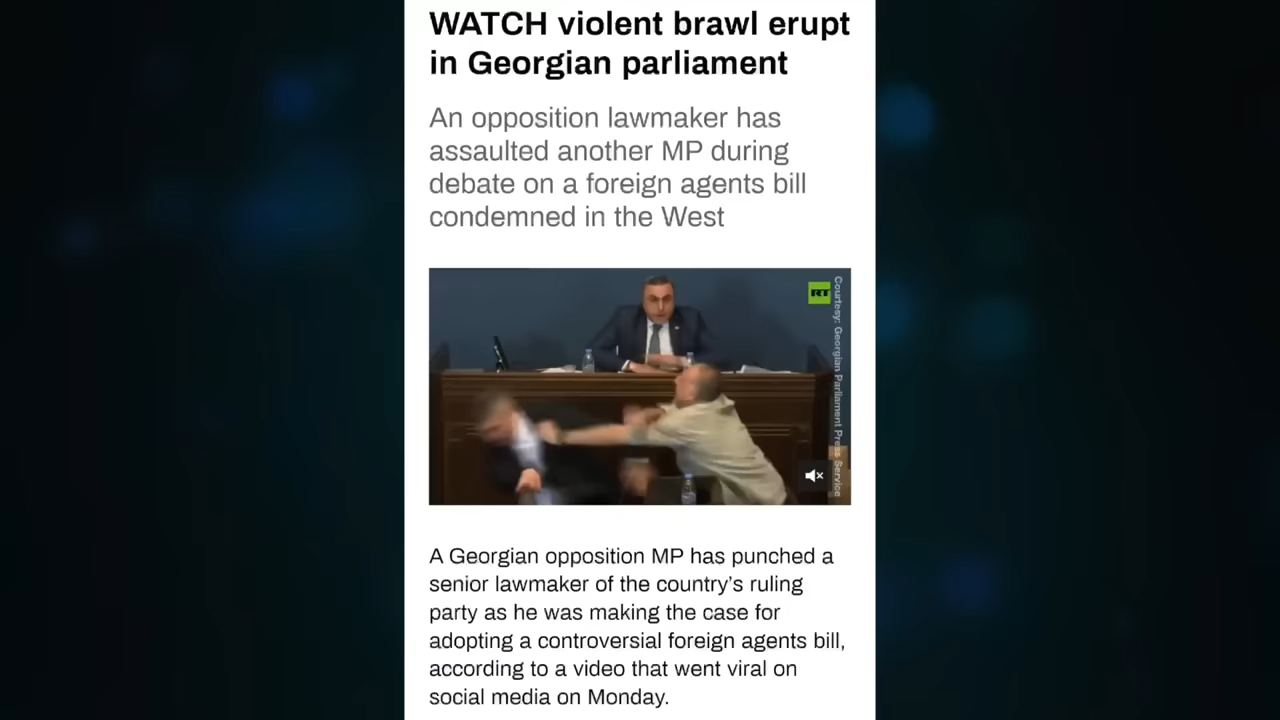 WATCH violent brawl erupt
in Georgian parliament
An opposition lawmaker has
assaulted another MP during
debate on a foreign agents bill
condemned in the West
RT
Courtesy: Georgian Parliament Press Service
A Georgian opposition MP has punched a
senior lawmaker of the country’s ruling
party as he was making the case for
adopting a controversial foreign agents bill,
according to a video that went viral on
social media on Monday.